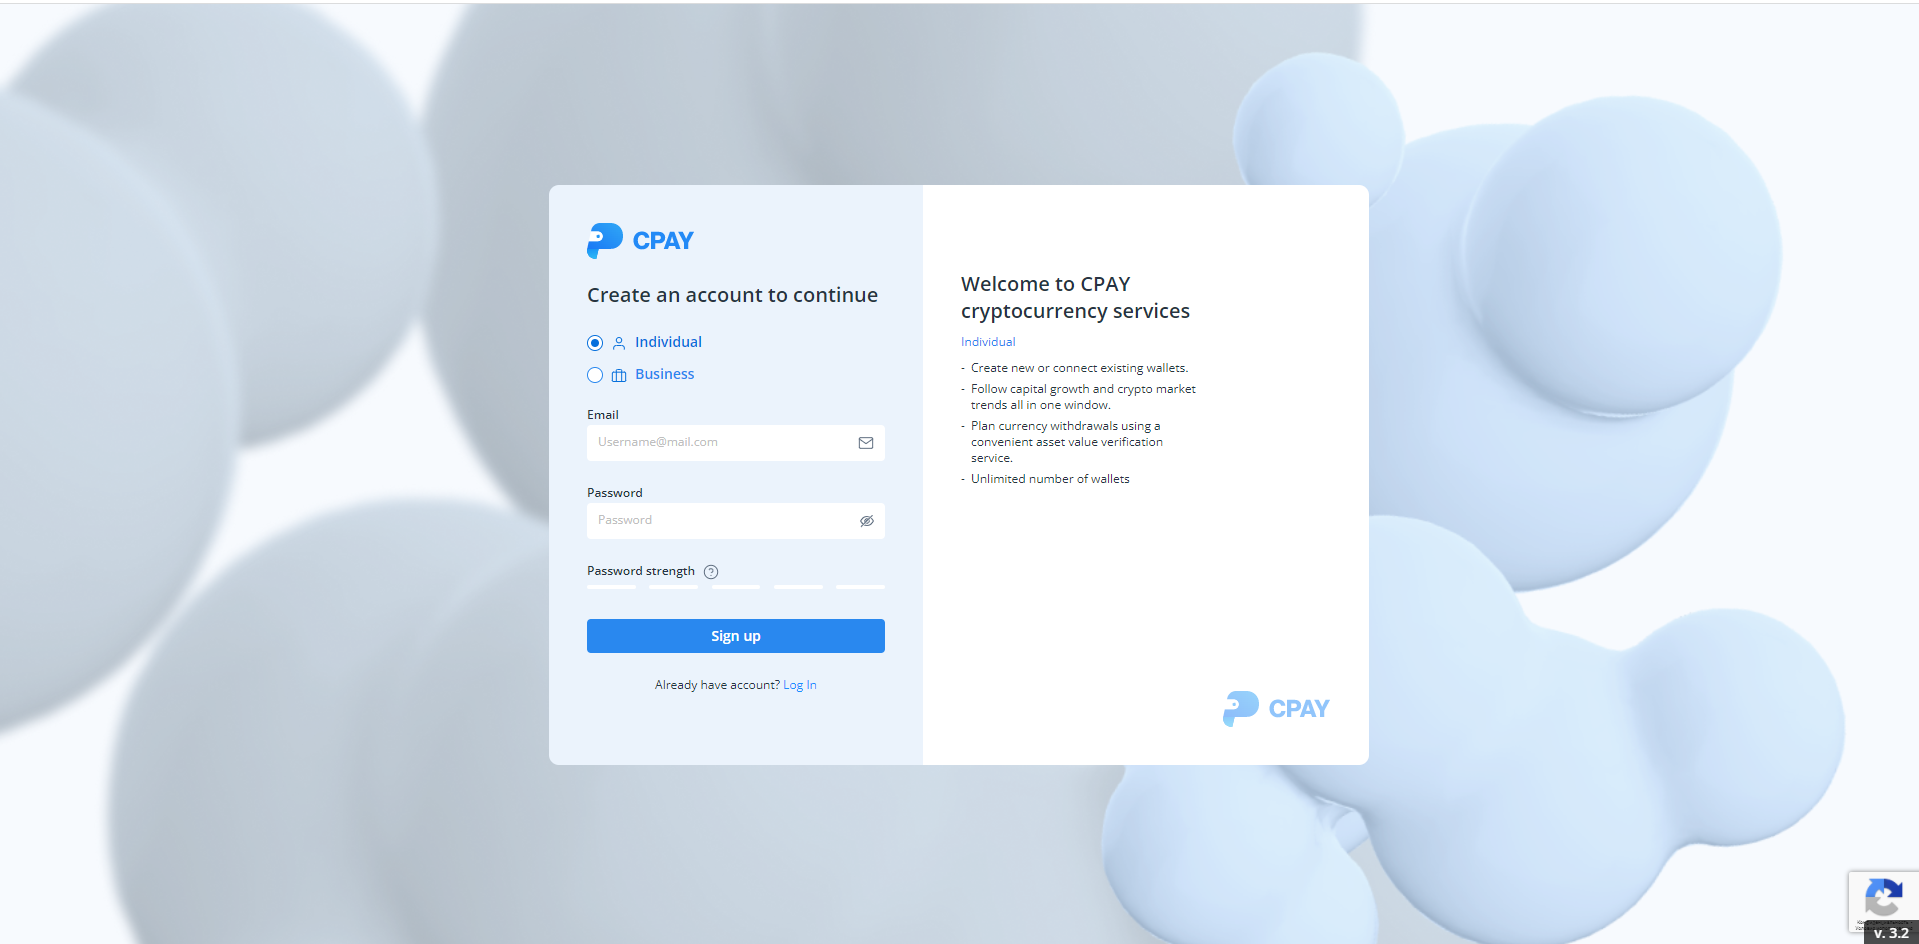 CPAY
Create an account to continue
Individual
Business
Email
Username@mail.com
Password
Password
Password strength ?
Sign up
Already have account? Log In
Welcome to CPAY
cryptocurrency services
Individual
- Create new or connect existing wallets.
- Follow capital growth and crypto market
trends all in one window.
- Plan currency withdrawals using a
convenient asset value verification
service.
- Unlimited number of wallets
CPAY
v. 3.2